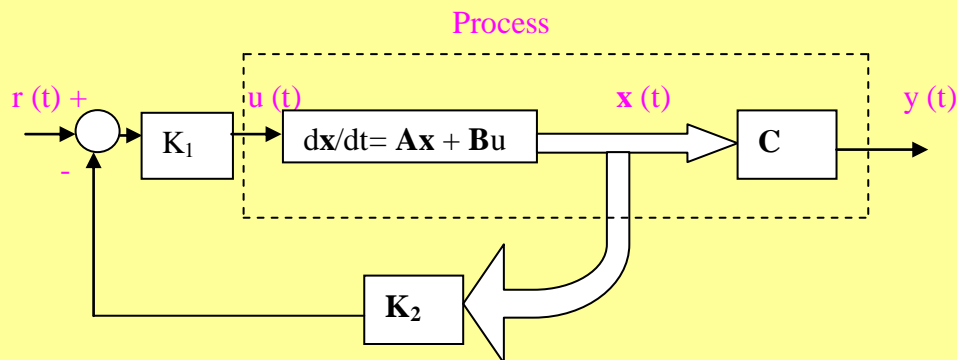 Process
r (t) +
u (t)
x (t)
y (t)
K₁
dx/dt= Ax + Bu
C
-
K₂